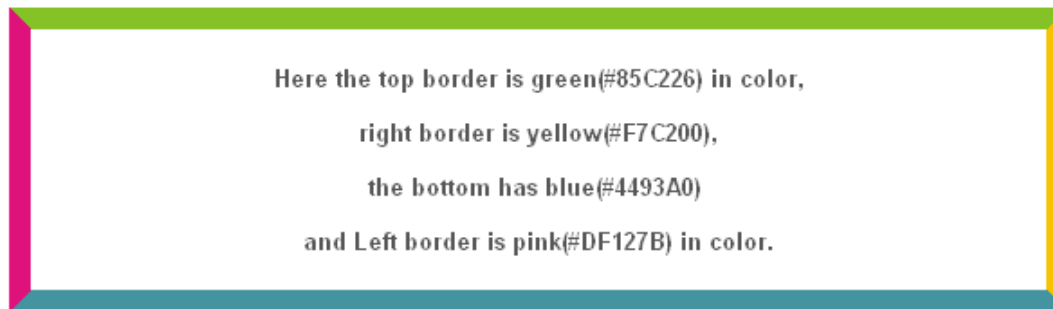 Here the top border is green(#85C226) in color,
right border is yellow(#F7C200),
the bottom has blue(#4493A0)
and Left border is pink(#DF127B) in color.